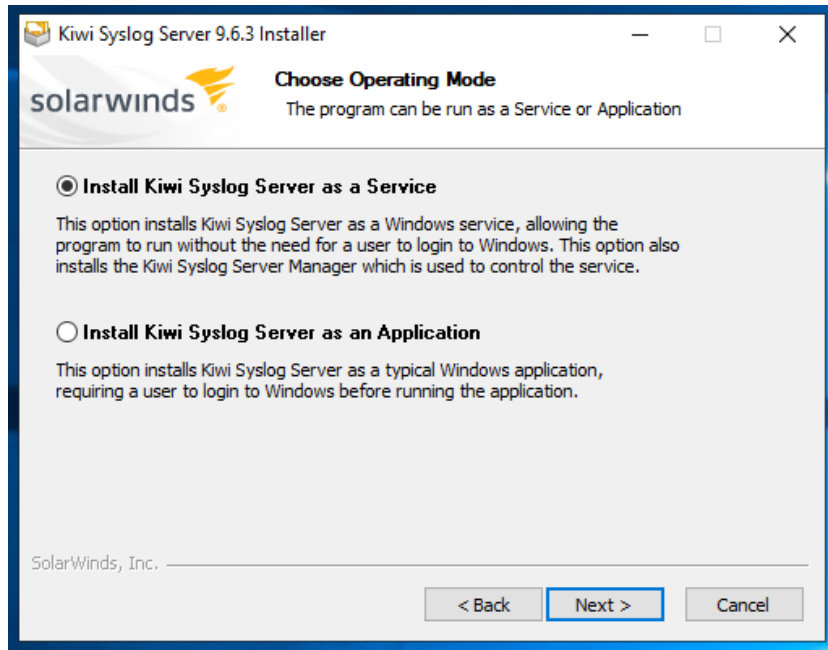 Kiwi Syslog Server 9.6.3 Installer
solarwinds
Choose Operating Mode
The program can be run as a Service or Application
Install Kiwi Syslog Server as a Service
This option installs Kiwi Syslog Server as a Windows service, allowing the
program to run without the need for a user to login to Windows. This option also
installs the Kiwi Syslog Server Manager which is used to control the service.
Install Kiwi Syslog Server as an Application
This option installs Kiwi Syslog Server as a typical Windows application,
requiring a user to login to Windows before running the application.
SolarWinds, Inc.
< Back
Next >
Cancel